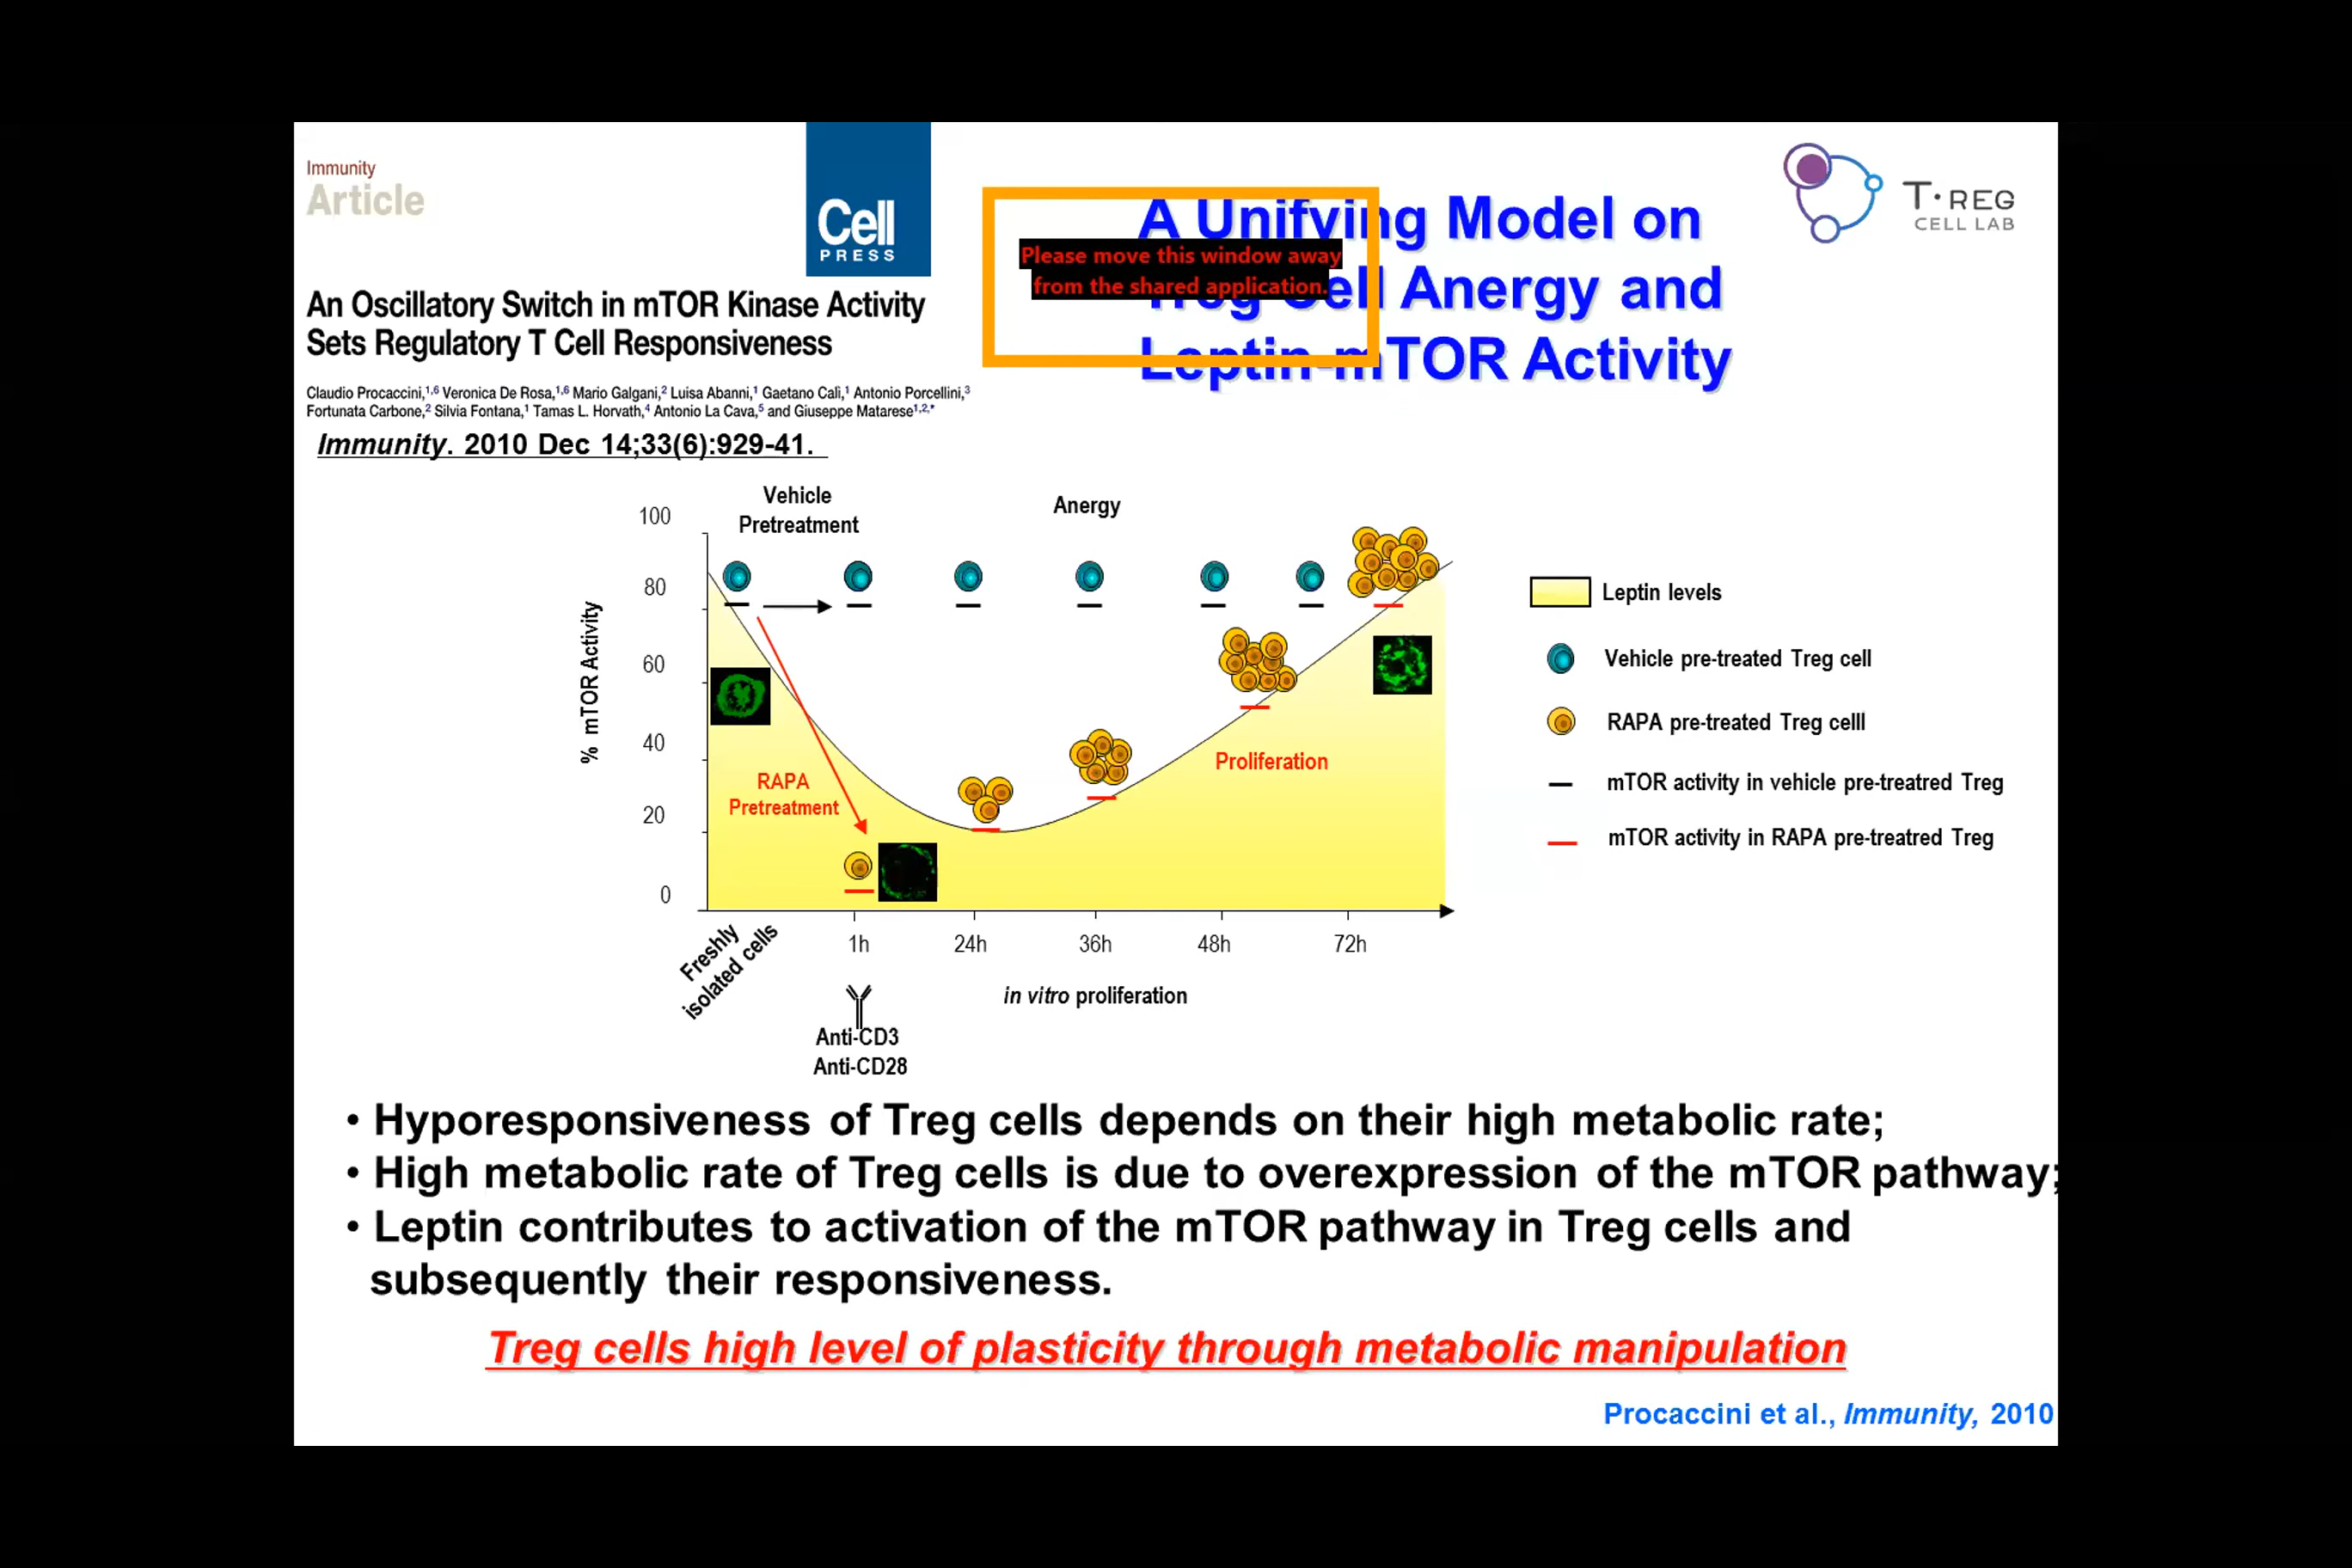 Immunity
Article
Cell
PRESS
An Oscillatory Switch in mTOR Kinase Activity
Sets Regulatory T Cell Responsiveness
Claudio Procaccini,1,6 Veronica De Rosa,1,6 Mario Galgani,2 Luisa Abanni,1 Gaetano Calì,1 Antonio Porcellini,3
Fortunata Carbone,2 Silvia Fontana,1 Tamas L. Horvath,4 Antonio La Cava,5 and Giuseppe Matarese1,2,*
Immunity. 2010 Dec 14;33(6):929-41.
A Unifying Model on
Treg Cell Anergy and
Leptin-mTOR Activity
Please move this window away
from the shared application.
T·REG
CELL LAB
Vehicle
Pretreatment
Anergy
% mTOR Activity
100
80
60
40
20
0
RAPA
Pretreatment
Proliferation
Freshly
isolated cells
1h
24h
36h
48h
72h
in vitro proliferation
Anti-CD3
Anti-CD28
Leptin levels
Vehicle pre-treated Treg cell
RAPA pre-treated Treg celll
mTOR activity in vehicle pre-treatred Treg
mTOR activity in RAPA pre-treatred Treg
• Hyporesponsiveness of Treg cells depends on their high metabolic rate;
• High metabolic rate of Treg cells is due to overexpression of the mTOR pathway;
• Leptin contributes to activation of the mTOR pathway in Treg cells and
subsequently their responsiveness.
Treg cells high level of plasticity through metabolic manipulation
Procaccini et al., Immunity, 2010